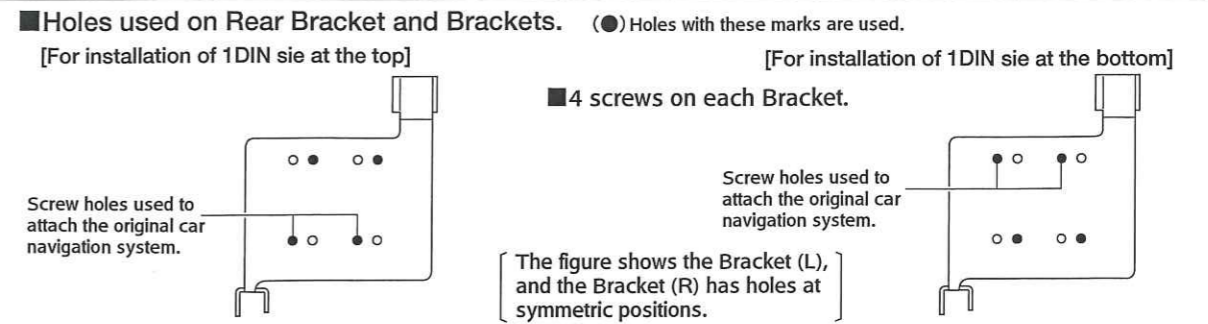 ■Holes used on Rear Bracket and Brackets. (●) Holes with these marks are used.
[For installation of 1DIN sie at the top]
[For installation of 1DIN sie at the bottom]
■4 screws on each Bracket.
Screw holes used to
attach the original car
navigation system.
Screw holes used to
attach the original car
navigation system.
The figure shows the Bracket (L),
and the Bracket (R) has holes at
symmetric positions.